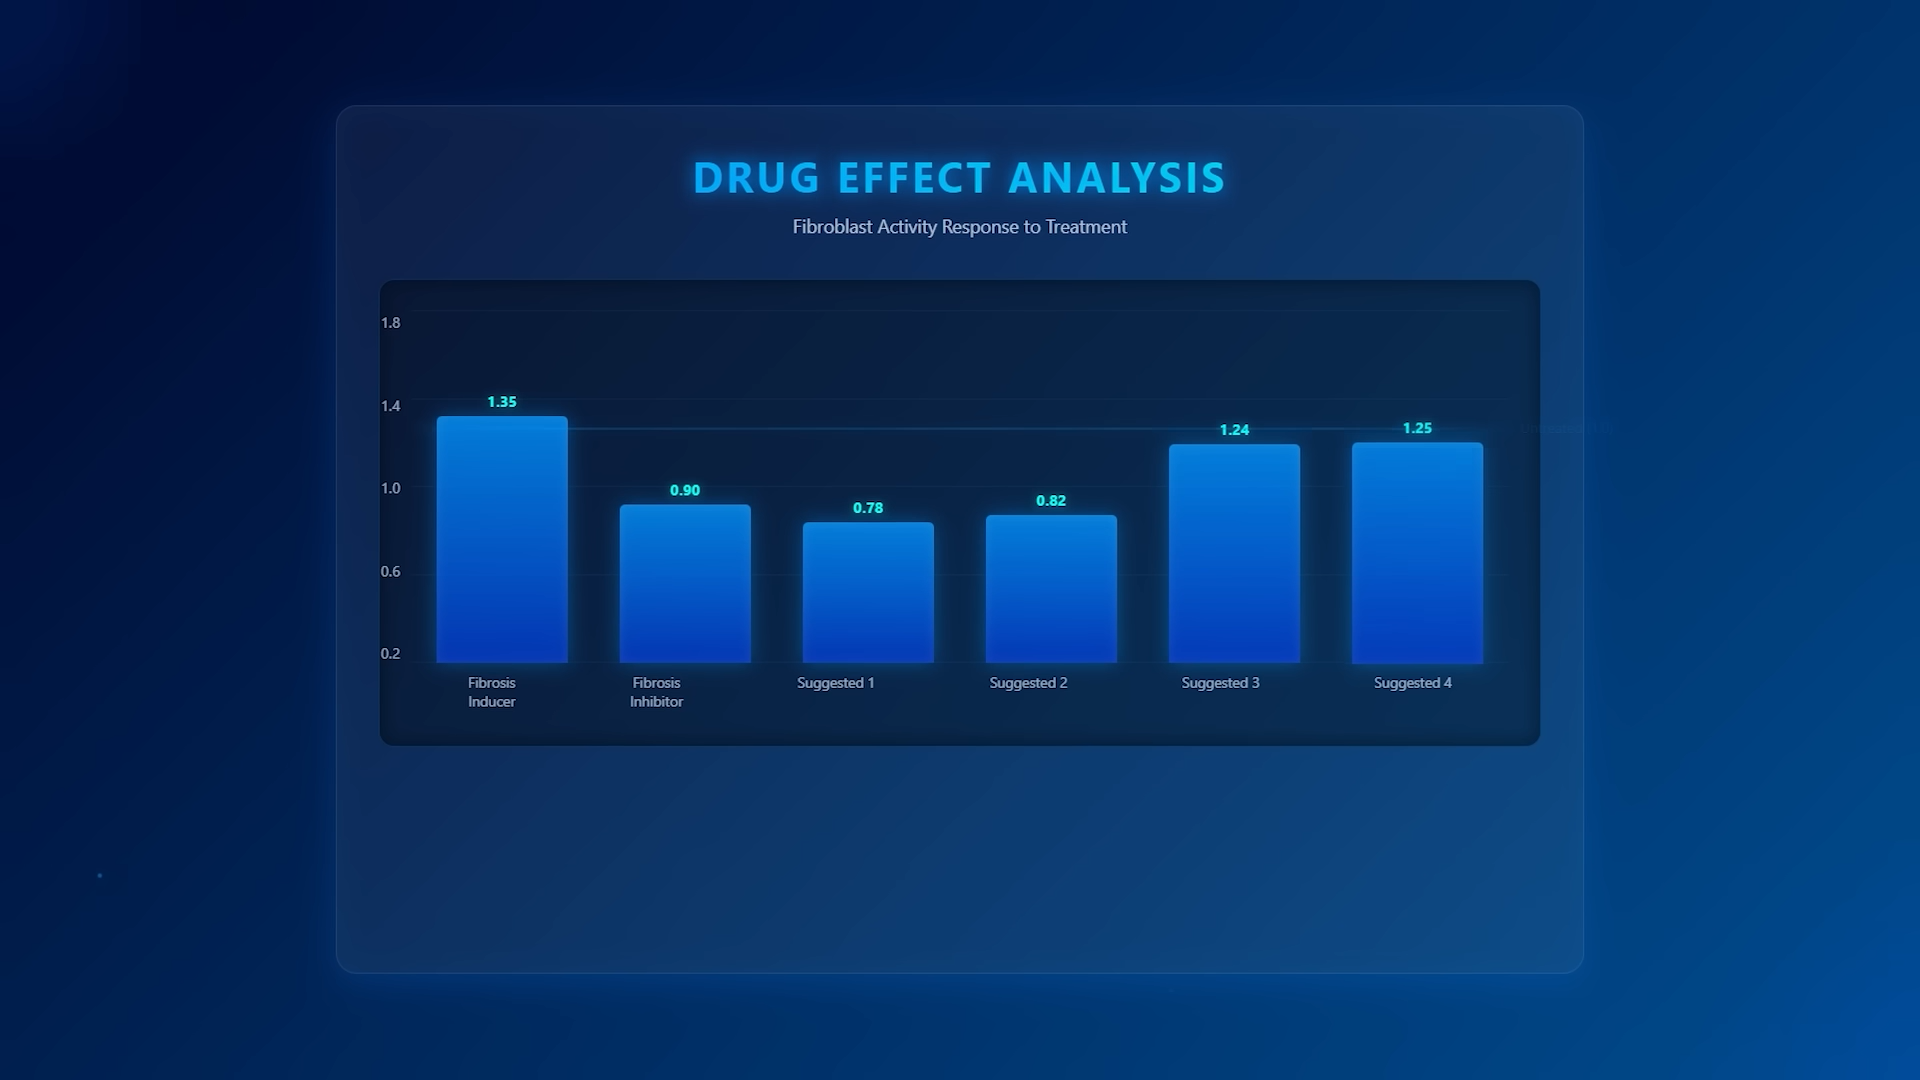 DRUG EFFECT ANALYSIS
Fibroblast Activity Response to Treatment
1.8
1.4
1.0
0.6
0.2
1.35
0.90
0.78
0.82
1.24
1.25
Fibrosis
Inducer
Fibrosis
Inhibitor
Suggested 1
Suggested 2
Suggested 3
Suggested 4